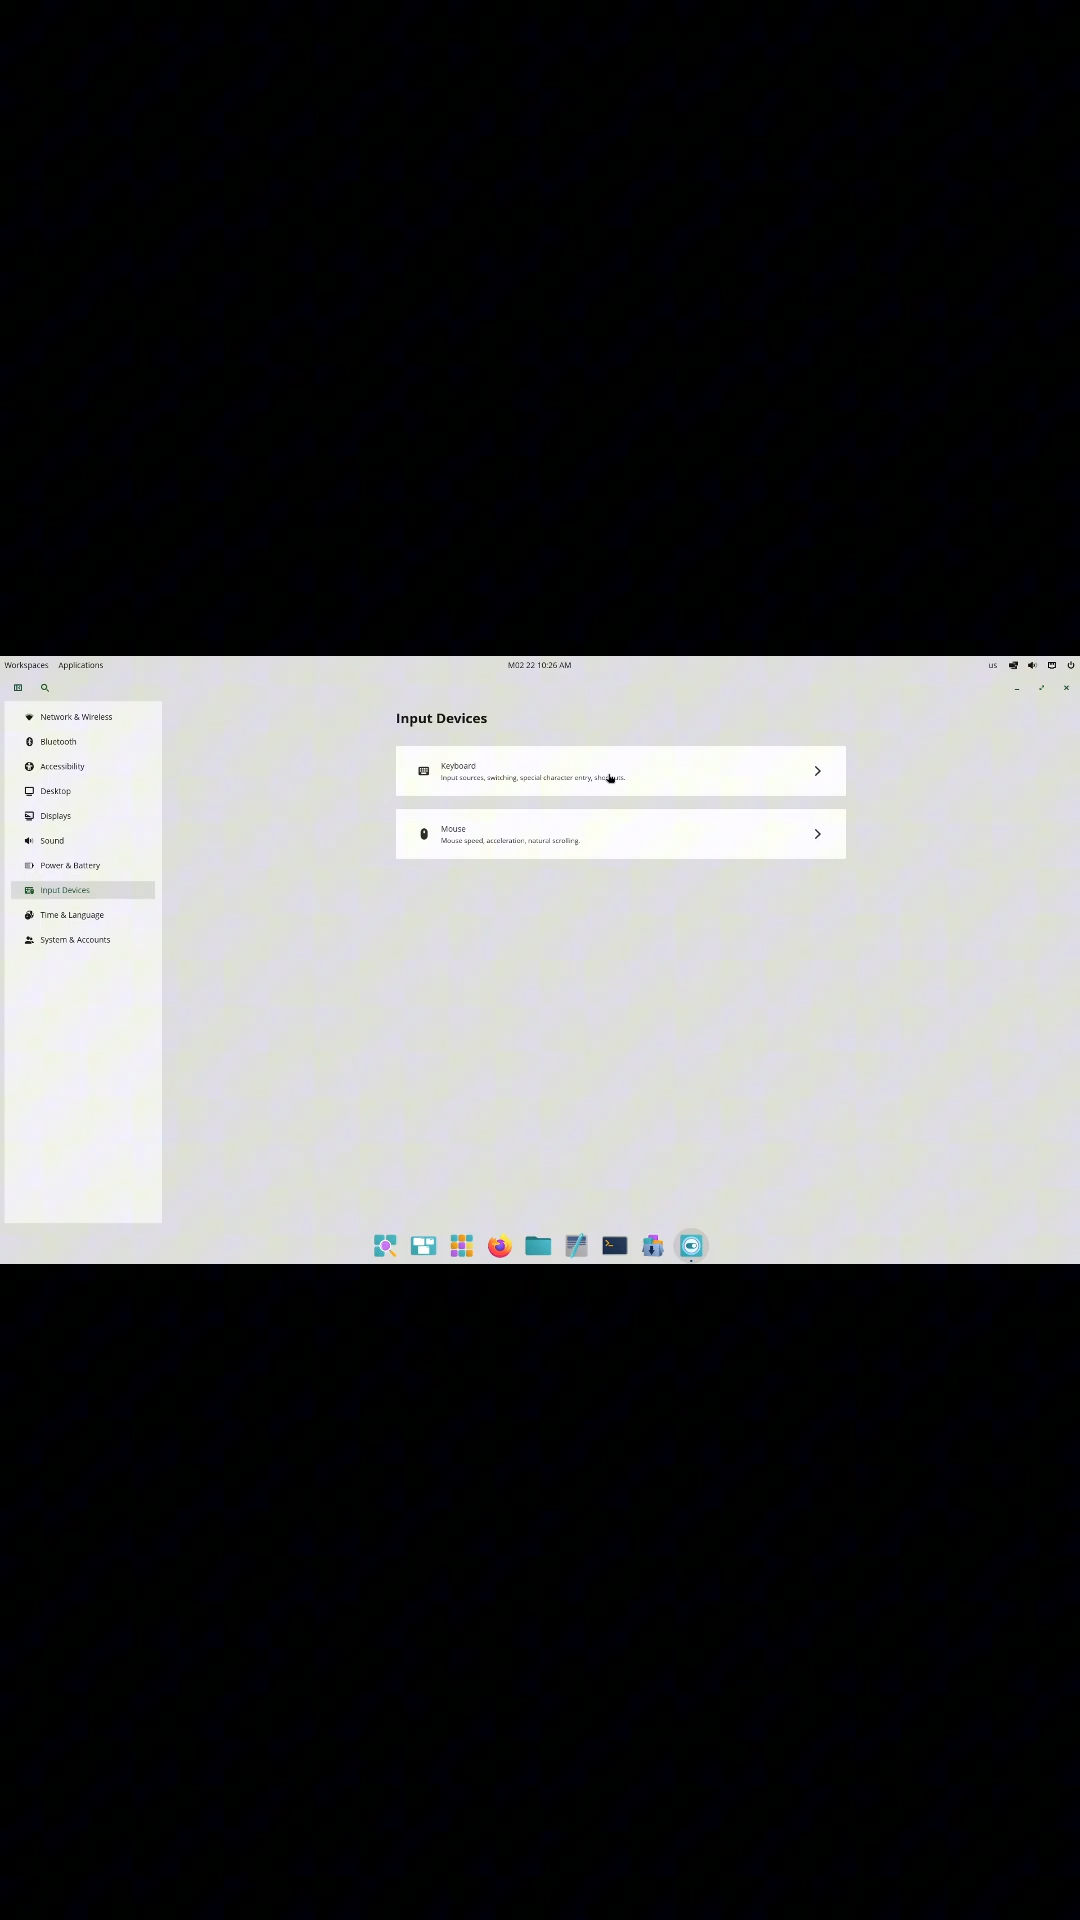 Workspaces Applications M02 22 10:26 AM us
Input Devices
Network & Wireless
Bluetooth
Accessibility
Desktop
Displays
Sound
Power & Battery
Input Devices
Time & Language
System & Accounts
Keyboard
Input sources, switching, special character entry,
Mouse
Mouse speed, acceleration, natural scrolling.